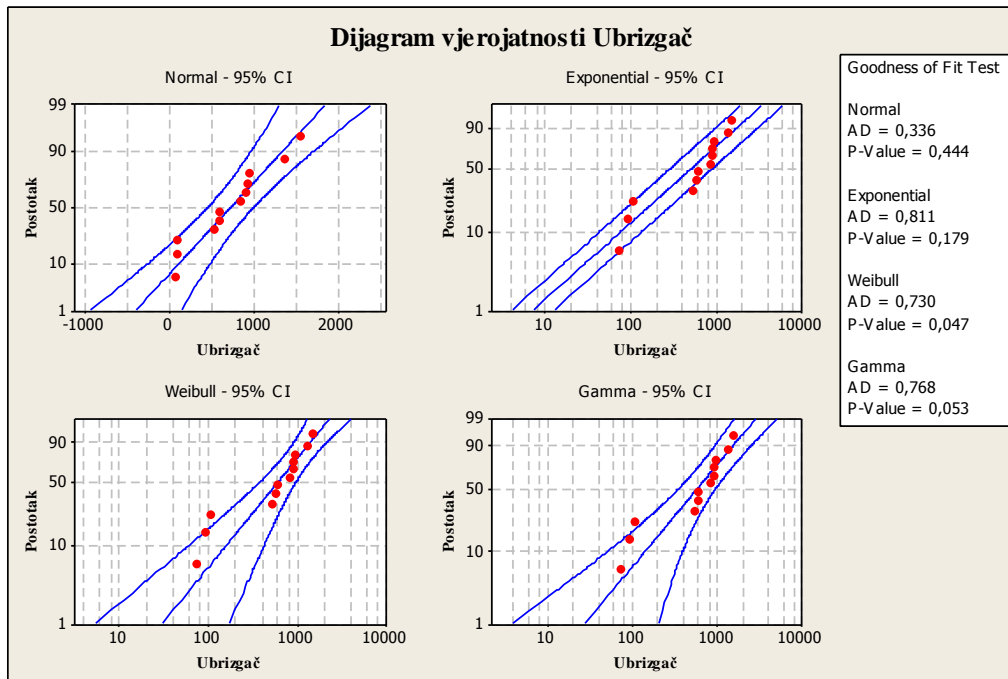 Dijagram vjerojatnosti Ubrizgač
Normal - 95% CI
99
90
50
10
1
-1000
0
1000
2000
Postotak
Ubrizgač
Exponential - 95% CI
90
50
10
1
10
100
1000
10000
Postotak
Ubrizgač
Weibull - 95% CI
90
50
10
1
10
100
1000
10000
Postotak
Ubrizgač
Gamma - 95% CI
99
90
50
10
1
10
100
1000
10000
Postotak
Ubrizgač
Goodness of Fit Test
Normal
AD = 0,336
P-Value = 0,444
Exponential
AD = 0,811
P-Value = 0,179
Weibull
AD = 0,730
P-Value = 0,047
Gamma
AD = 0,768
P-Value = 0,053